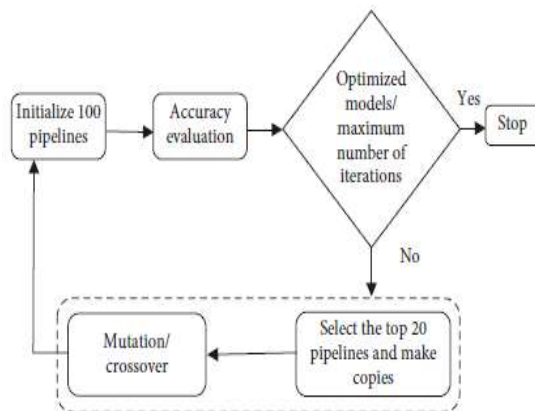 Initialize 100
pipelines
Accuracy
evaluation
Optimized
models/
maximum
number of
iterations
Yes
Stop
No
Select the top 20
pipelines and make
copies
Mutation/
crossover